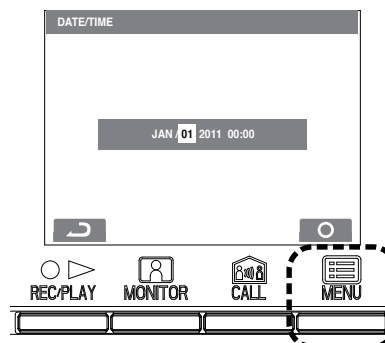 DATE/TIME
JAN / 01 2011 00:00
REC/PLAY MONITOR CALL MENU